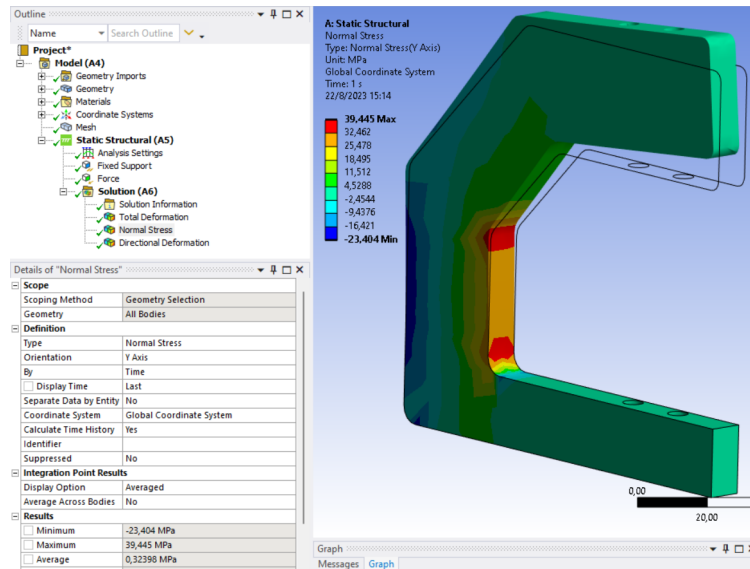 Outline
Name
Search Outline
Project*
Model (A4)
Geometry Imports
Geometry
Materials
Coordinate Systems
Mesh
Static Structural (A5)
Analysis Settings
Fixed Support
Force
Solution (A6)
Solution Information
Total Deformation
Normal Stress
Directional Deformation
Details of "Normal Stress"
Scope
Scoping Method Geometry Selection
Geometry All Bodies
Definition
Type Normal Stress
Orientation Y Axis
By Time
Display Time Last
Separate Data by Entity No
Coordinate System Global Coordinate System
Calculate Time History Yes
Identifier
Suppressed No
Integration Point Results
Display Option Averaged
Average Across Bodies No
Results
Minimum -23,404 MPa
Maximum 39,445 MPa
Average 0,32398 MPa
A: Static Structural
Normal Stress
Type: Normal Stress(Y Axis)
Unit: MPa
Global Coordinate System
Time: 1 s
22/8/2023 15:14
39,445 Max
32,462
25,478
18,495
11,512
4,5288
-2,4544
-9,4376
-16,421
-23,404 Min
0,00
20,00
Graph
Messages Graph